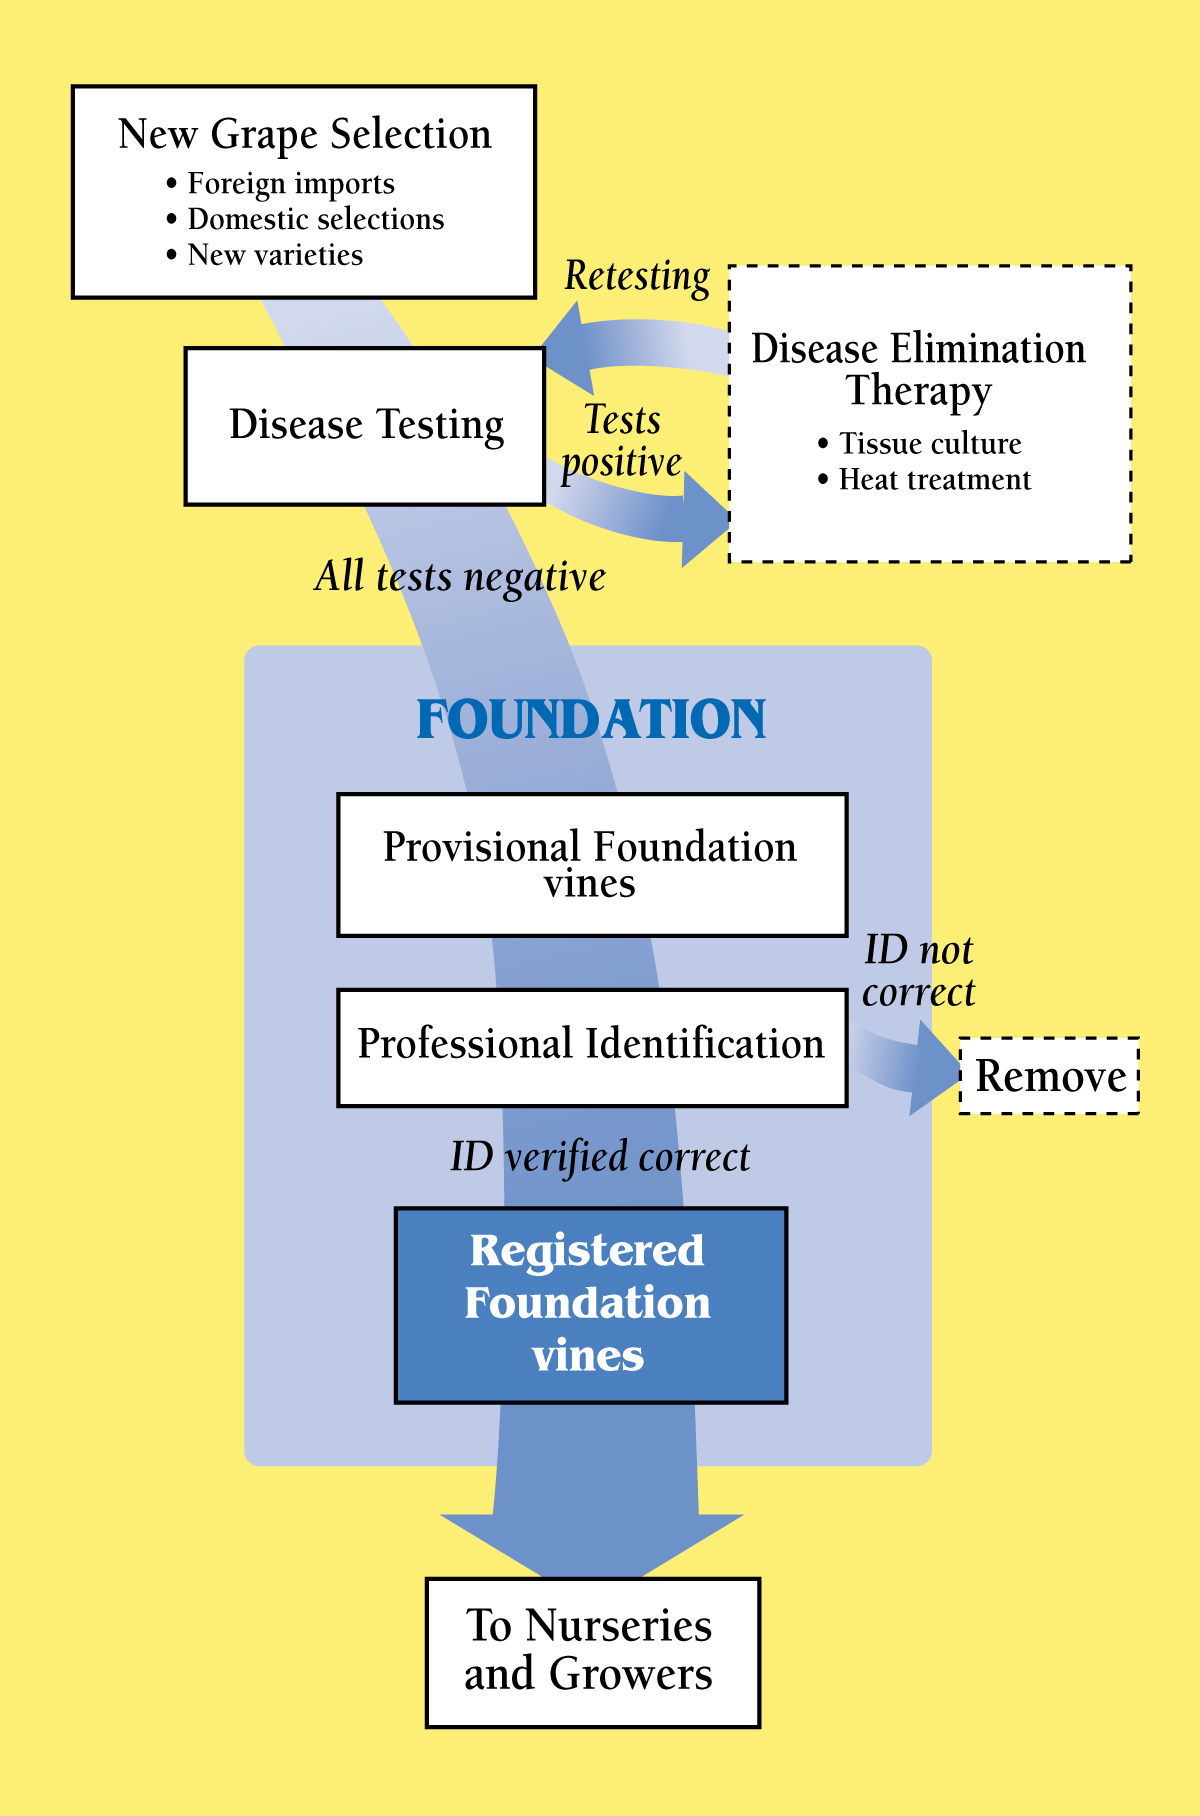 New Grape Selection
• Foreign imports
• Domestic selections
• New varieties
Retesting
Disease Elimination
Therapy
• Tissue culture
• Heat treatment
Disease Testing
Tests
positive
All tests negative
FOUNDATION
Provisional Foundation
vines
ID not
correct
Professional Identification
Remove
ID verified correct
Registered
Foundation
vines
To Nurseries
and Growers